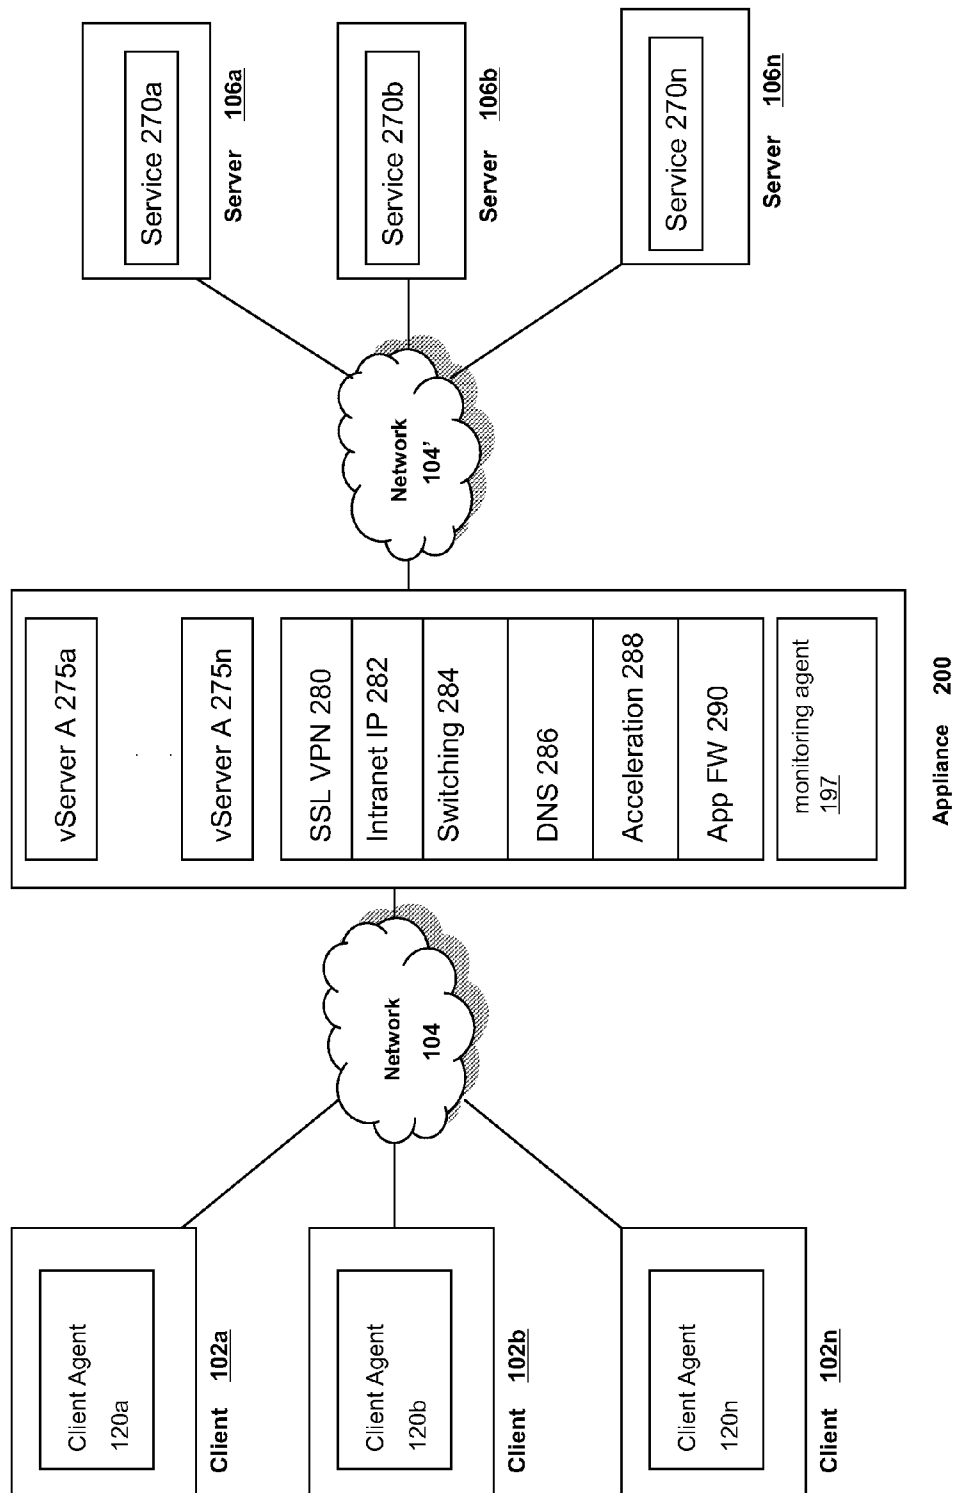 Client Agent
120a
Client 102a
Client Agent
120b
Client 102b
Client Agent
120n
Client 102n
Network
104
vServer A 275a
vServer A 275n
SSL VPN 280
Intranet IP 282
Switching 284
DNS 286
Acceleration 288
App FW 290
monitoring agent
197
Appliance 200
Network
104’
Service 270a
Server 106a
Service 270b
Server 106b
Service 270n
Server 106n